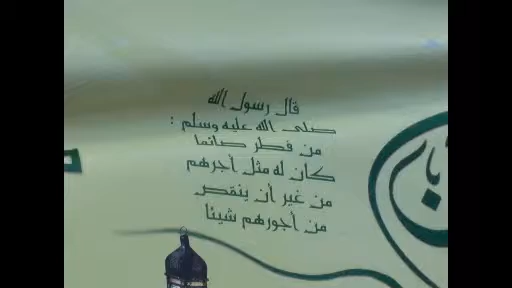 قال رسول الله
صلى الله عليه وسلم :
من فطر صائما
كان له مثل أجرهم
من غير أن ينقص
من أجورهم شيئا